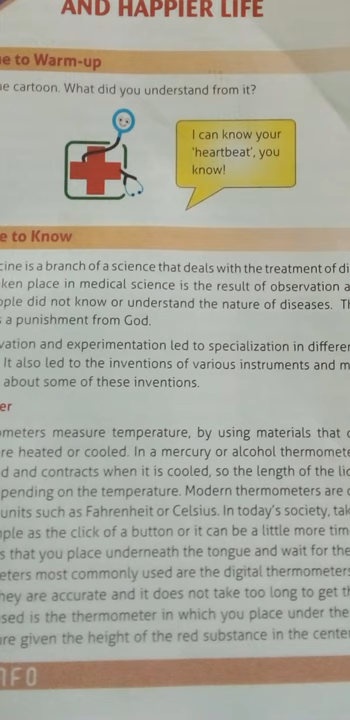 AND HAPPIER LIFE
e to Warm-up
e cartoon. What did you understand from it?
I can know your
'heartbeat', you
know!
e to Know
cine is a branch of a science that deals with the treatment of di
ken place in medical science is the result of observation a
ople did not know or understand the nature of diseases. Th
s a punishment from God.
vation and experimentation led to specialization in differen
It also led to the inventions of various instruments and m
about some of these inventions.
er
ometers measure temperature, by using materials that c
re heated or cooled. In a mercury or alcohol thermomete
d and contracts when it is cooled, so the length of the liq
pending on the temperature. Modern thermometers are c
units such as Fahrenheit or Celsius. In today's society, tak
ple as the click of a button or it can be a little more tim
s that you place underneath the tongue and wait for the
eters most commonly used are the digital thermometers
hey are accurate and it does not take too long to get th
sed is the thermometer in which you place under the
re given the height of the red substance in the center
NFO